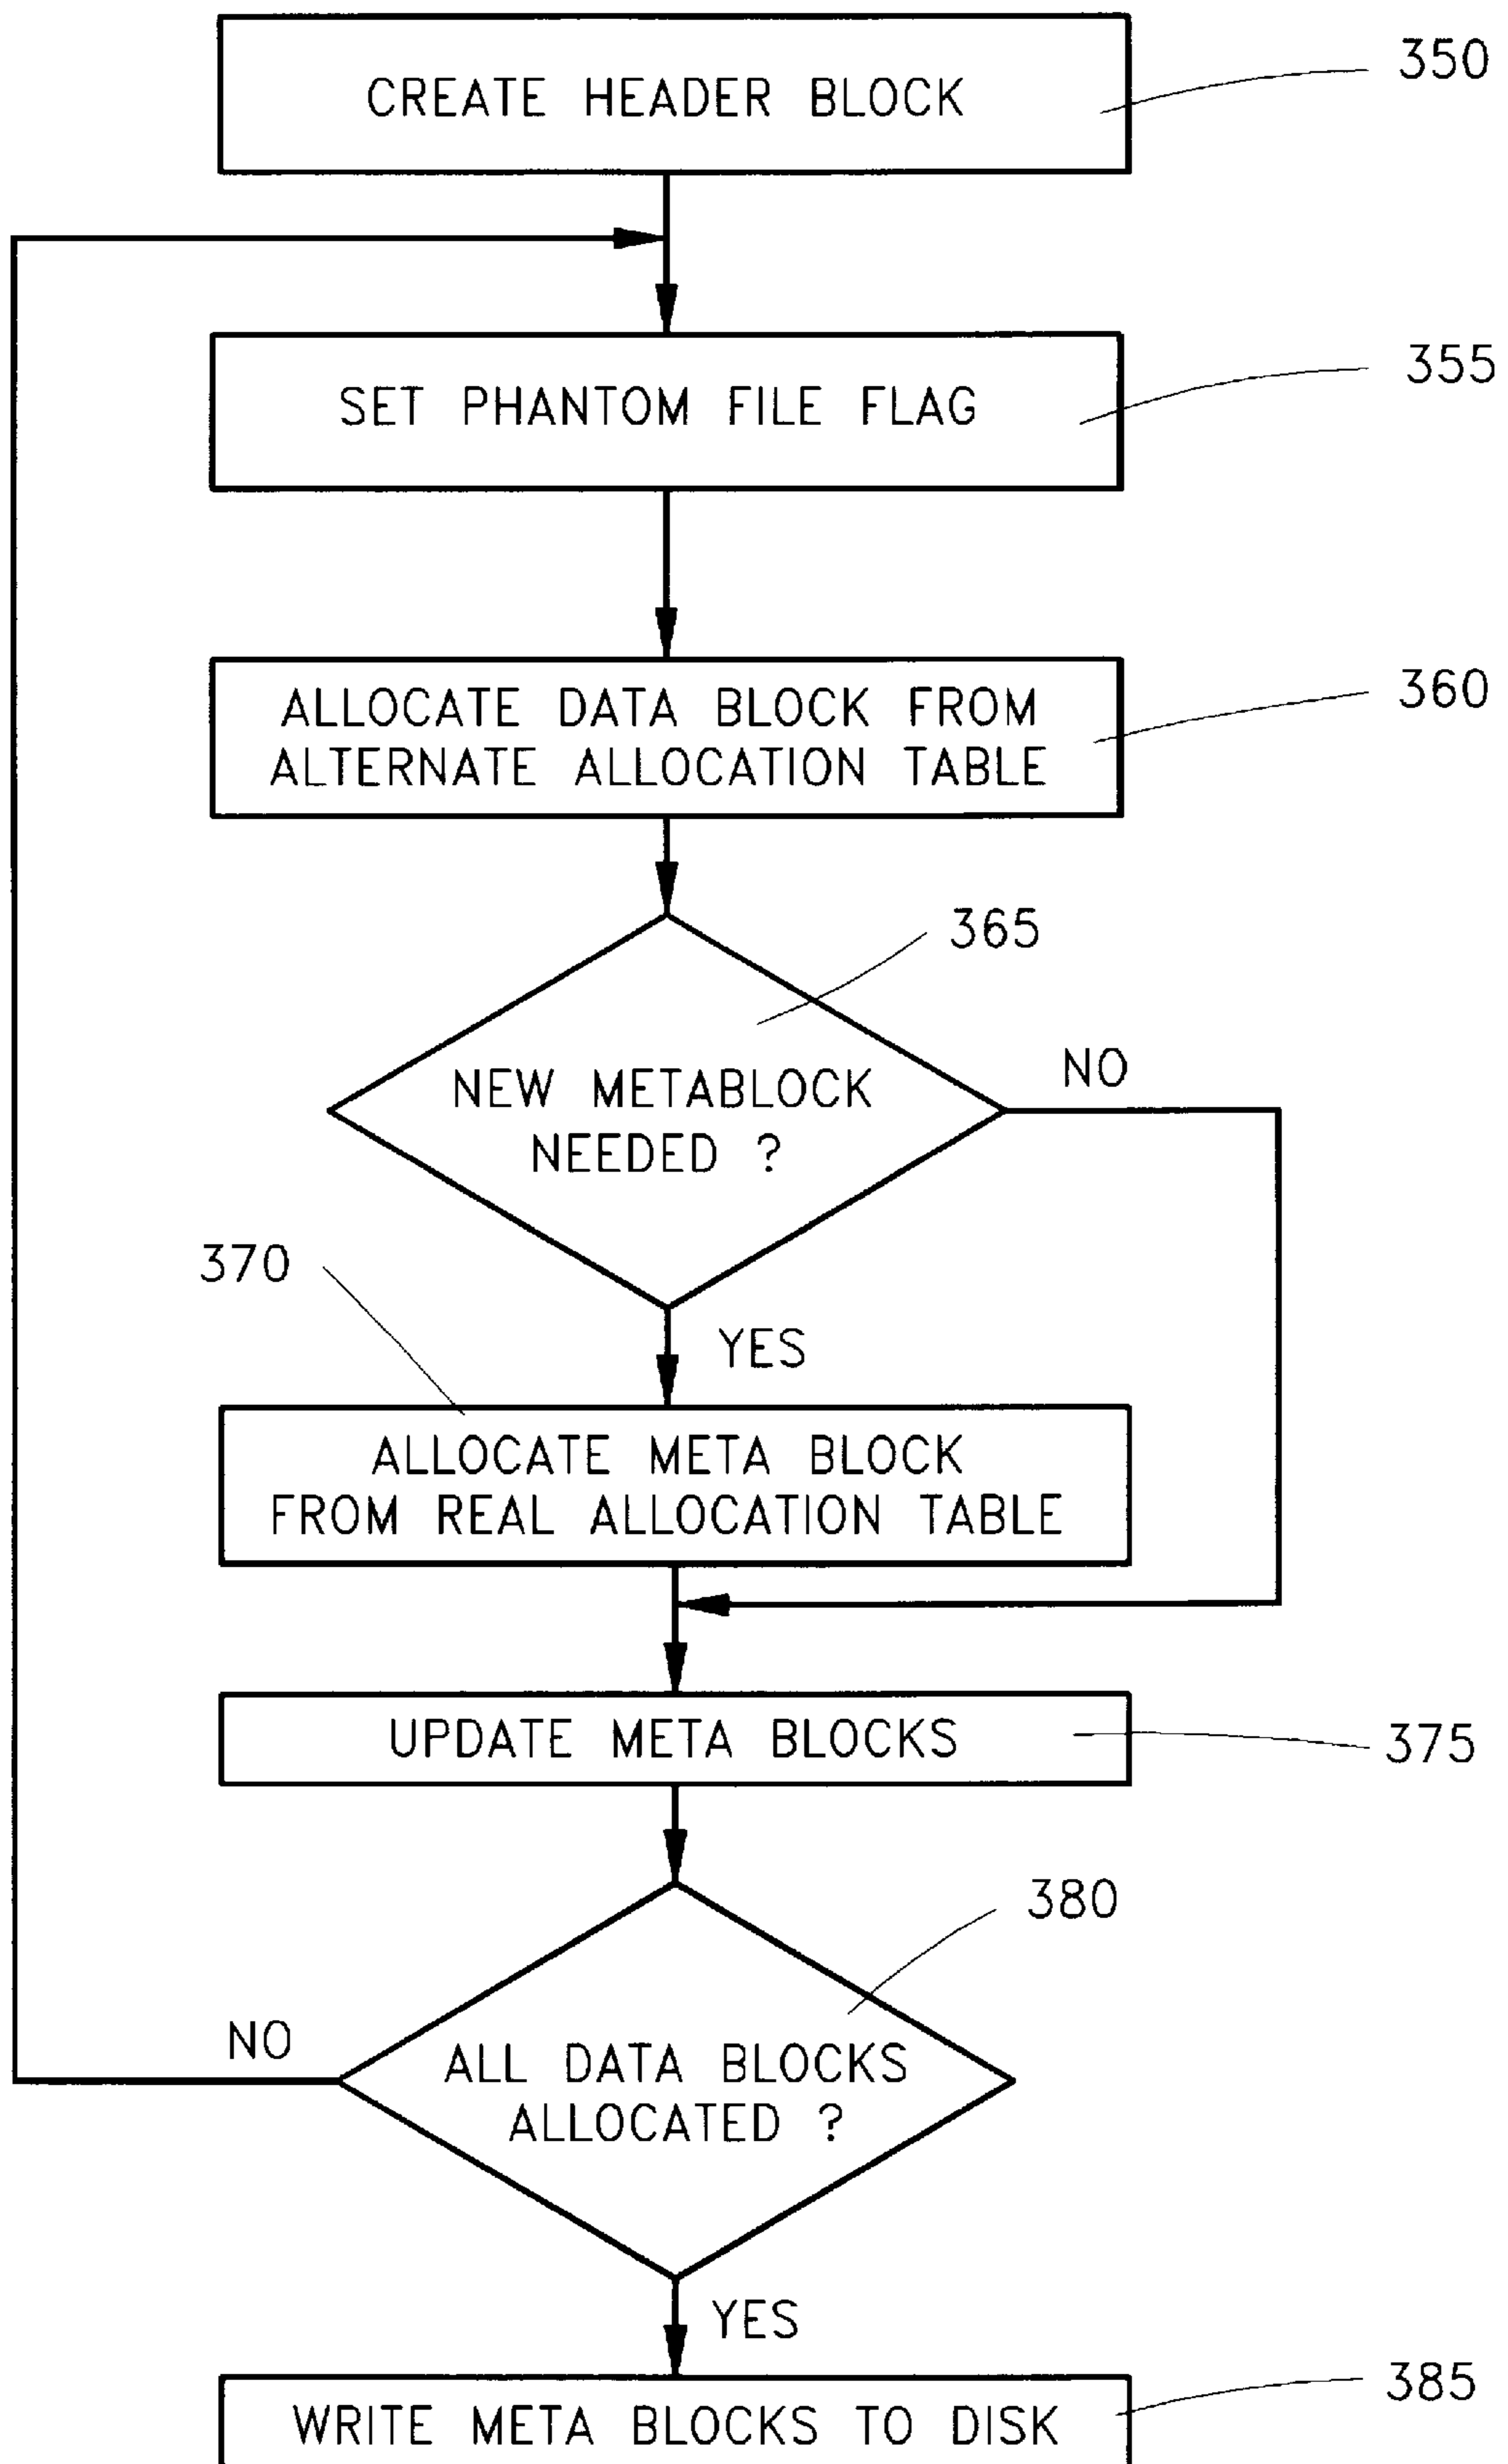 CREATE HEADER BLOCK
350
SET PHANTOM FILE FLAG
355
ALLOCATE DATA BLOCK FROM
ALTERNATE ALLOCATION TABLE
360
365
NEW METABLOCK
NEEDED ?
NO
370
YES
ALLOCATE META BLOCK
FROM REAL ALLOCATION TABLE
UPDATE META BLOCKS
375
380
NO
ALL DATA BLOCKS
ALLOCATED ?
YES
WRITE META BLOCKS TO DISK
385